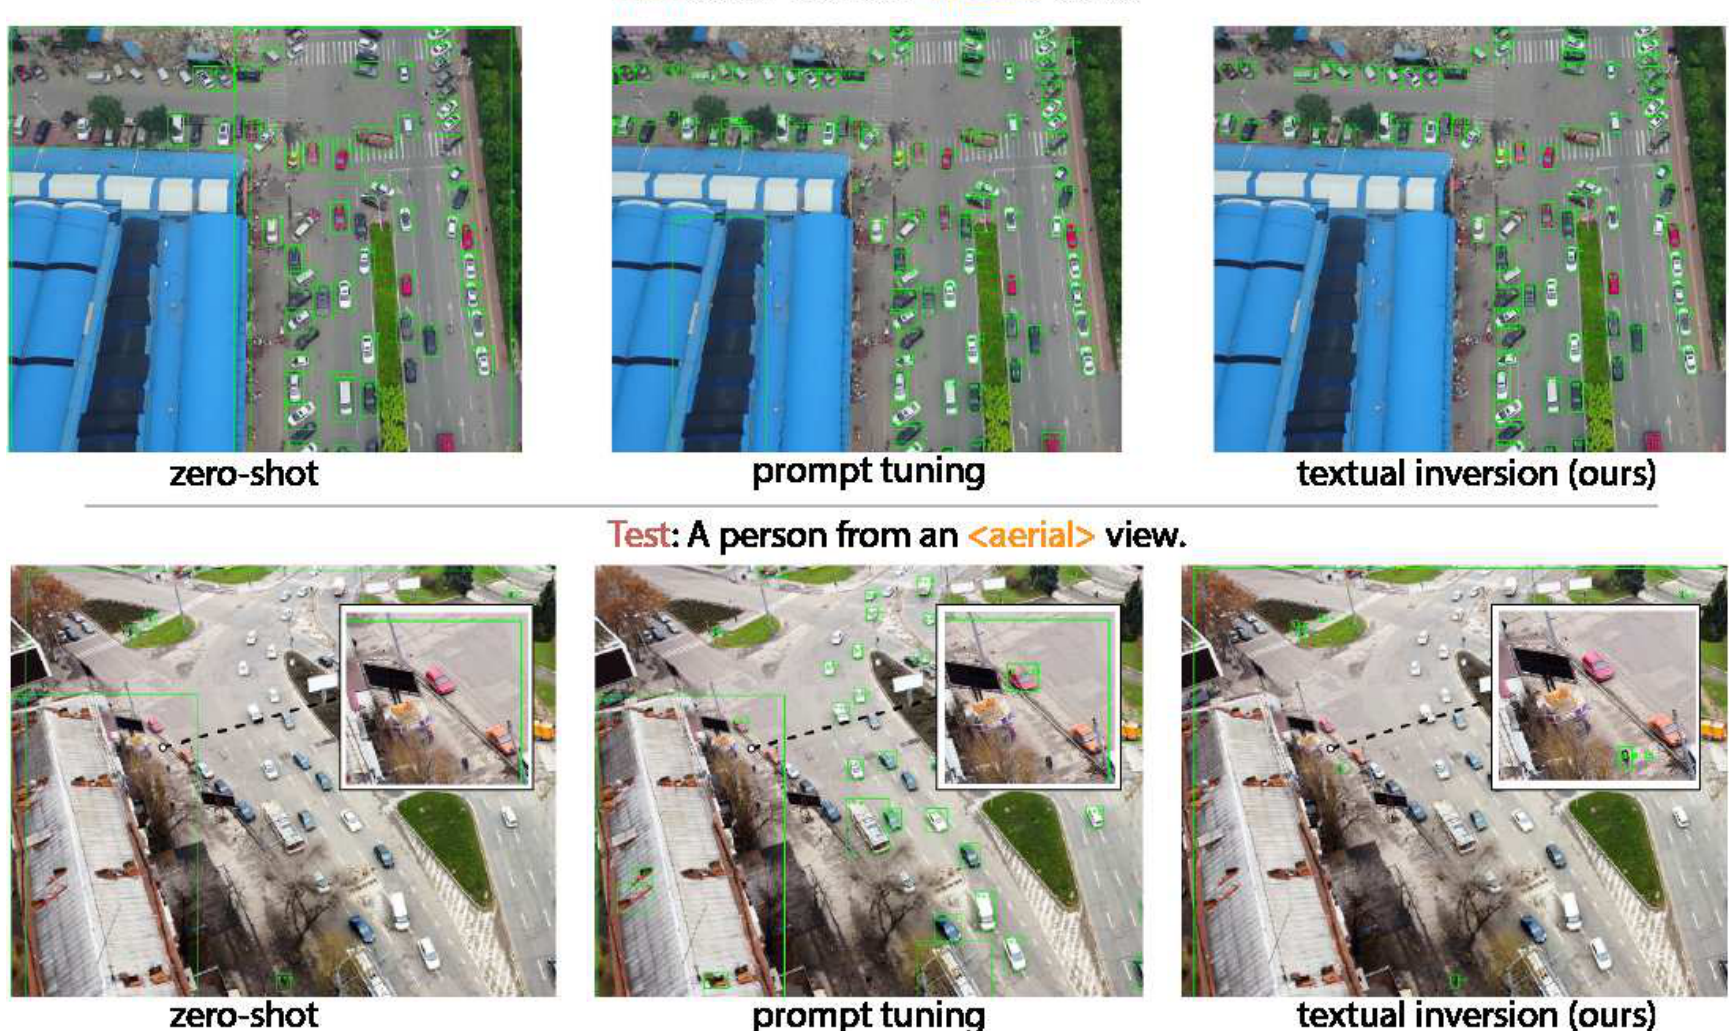 zero-shot
prompt tuning
textual inversion (ours)
Test: A person from an <aerial> view.
zero-shot
prompt tuning
textual inversion (ours)